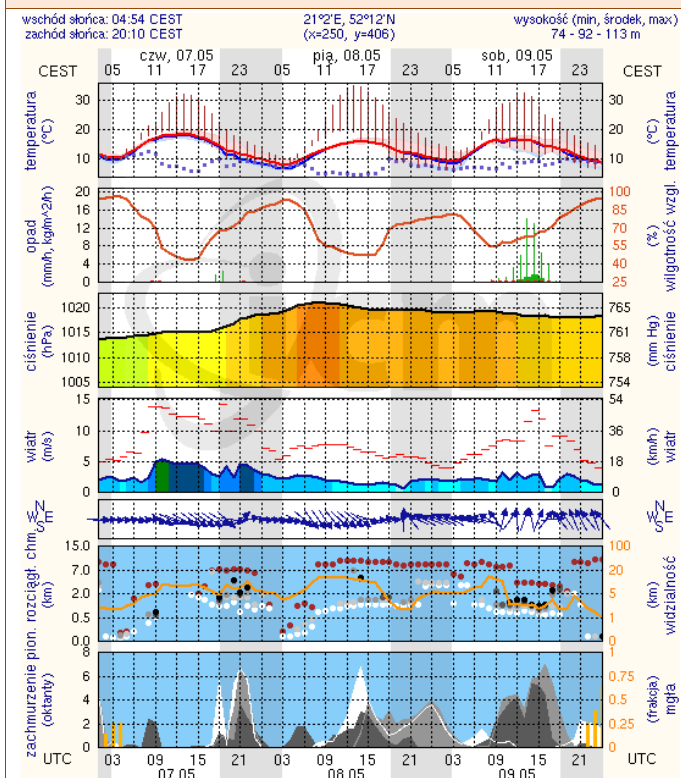 wschód słońca: 04:54 CEST
zachód słońca: 20:10 CEST
21°2'E, 52°12'N
(x=250, y=406)
wysokość (min, środek, max)
74 - 92 - 113 m
czw, 07.05 pią, 08.05 sob, 09.05
CEST 05 11 17 23 05 11 17 23 05 11 17 23 CEST
temperatura
(°C)
30
20
10
30
20
10
(°C)
temperatura
opad
(mm/h, kg/m^2/h)
20
16
12
8
4
0
100
85
70
55
40
25
(%)
wilgotność wzgl.
ciśnienie
(hPa)
1020
1015
1010
1005
765
761
758
754
(mm Hg)
ciśnienie
icm
wiatr
(m/s)
15
10
5
0
54
36
18
0
(km/h)
wiatr
N
W E
S
N
W E
S
pion. rozciągł. chm
(km)
15.0
7.0
2.0
0.5
0.0
100
20
5
1
0
(km)
widzialność
zachmurzenie
(oktanty)
8
6
4
2
0
1
0.75
0.5
0.25
0
(frakcja)
mgła
UTC 03 09 15 21 03 09 15 21 03 09 15 21 UTC
07.05 08.05 09.05